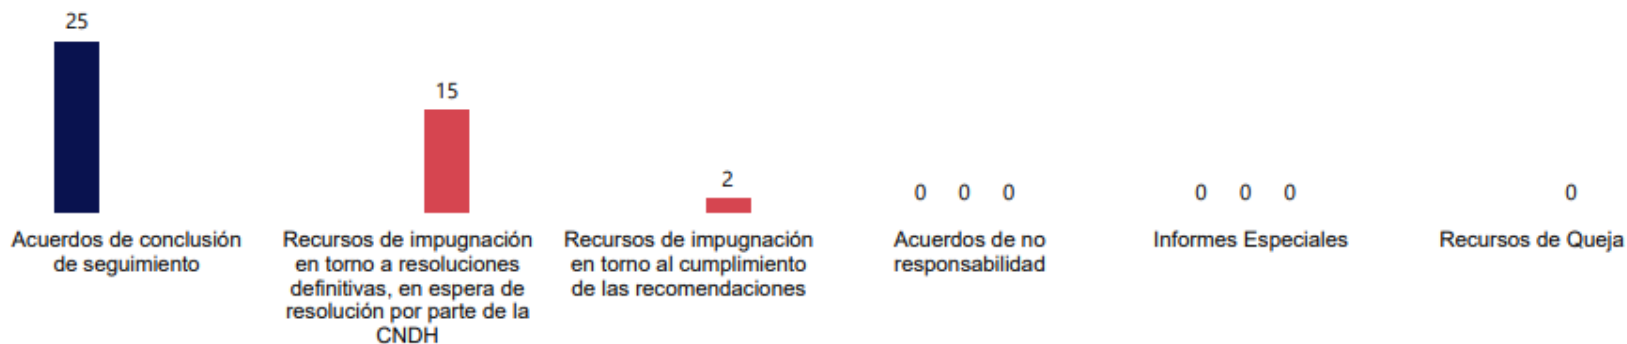 25
15
2
0 0 0
0 0 0
0
Acuerdos de conclusión
de seguimiento
Recursos de impugnación
en torno a resoluciones
definitivas, en espera de
resolución por parte de la
CNDH
Recursos de impugnación
en torno al cumplimiento
de las recomendaciones
Acuerdos de no
responsabilidad
Informes Especiales
Recursos de Queja